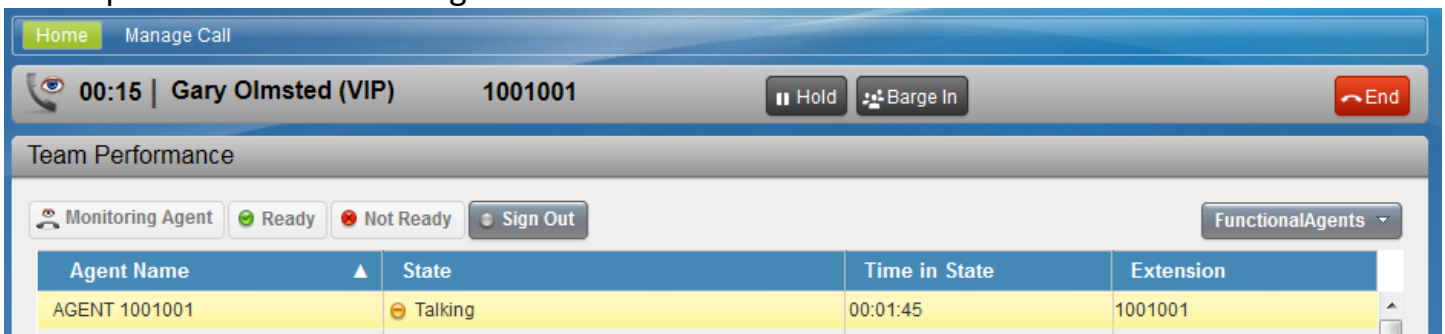 Home Manage Call
00:15 | Gary Olmsted (VIP) 1001001 Hold Barge In End
Team Performance
Monitoring Agent Ready Not Ready Sign Out FunctionalAgents
Agent Name State Time in State Extension
AGENT 1001001 Talking 00:01:45 1001001